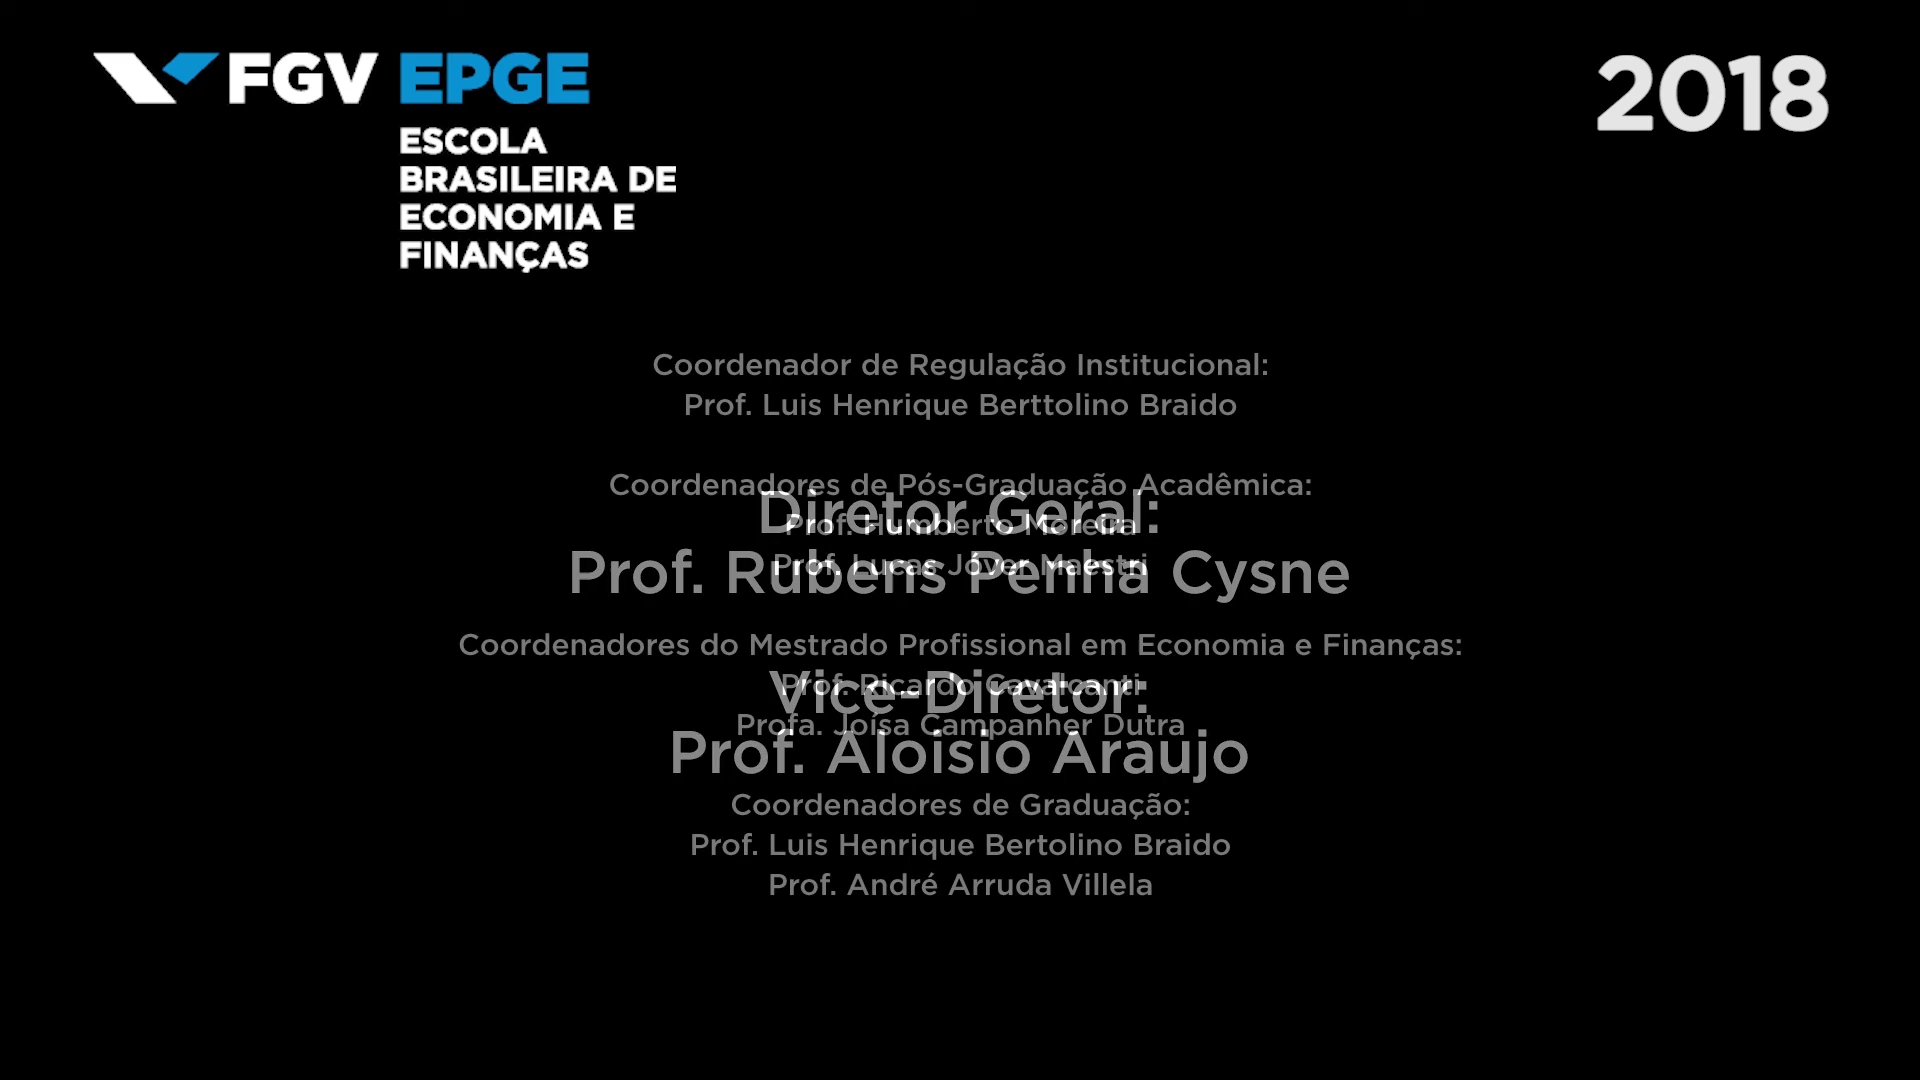 FGV EPGE
ESCOLA
BRASILEIRA DE
ECONOMIA E
FINANÇAS
2018
Coordenador de Regulação Institucional:
Prof. Luis Henrique Berttolino Braido
Coordenadores de Pós-Graduação Acadêmica:
Prof. Humberto Moreira
Prof. Lucas Jóver Maestri
Diretor Geral:
Prof. Rubens Penha Cysne
Coordenadores do Mestrado Profissional em Economia e Finanças:
Prof. Ricardo Cavalcanti
Profa. Joísa Campanher Dutra
Vice-Diretor:
Prof. Aloisio Araujo
Coordenadores de Graduação:
Prof. Luis Henrique Bertolino Braido
Prof. André Arruda Villela